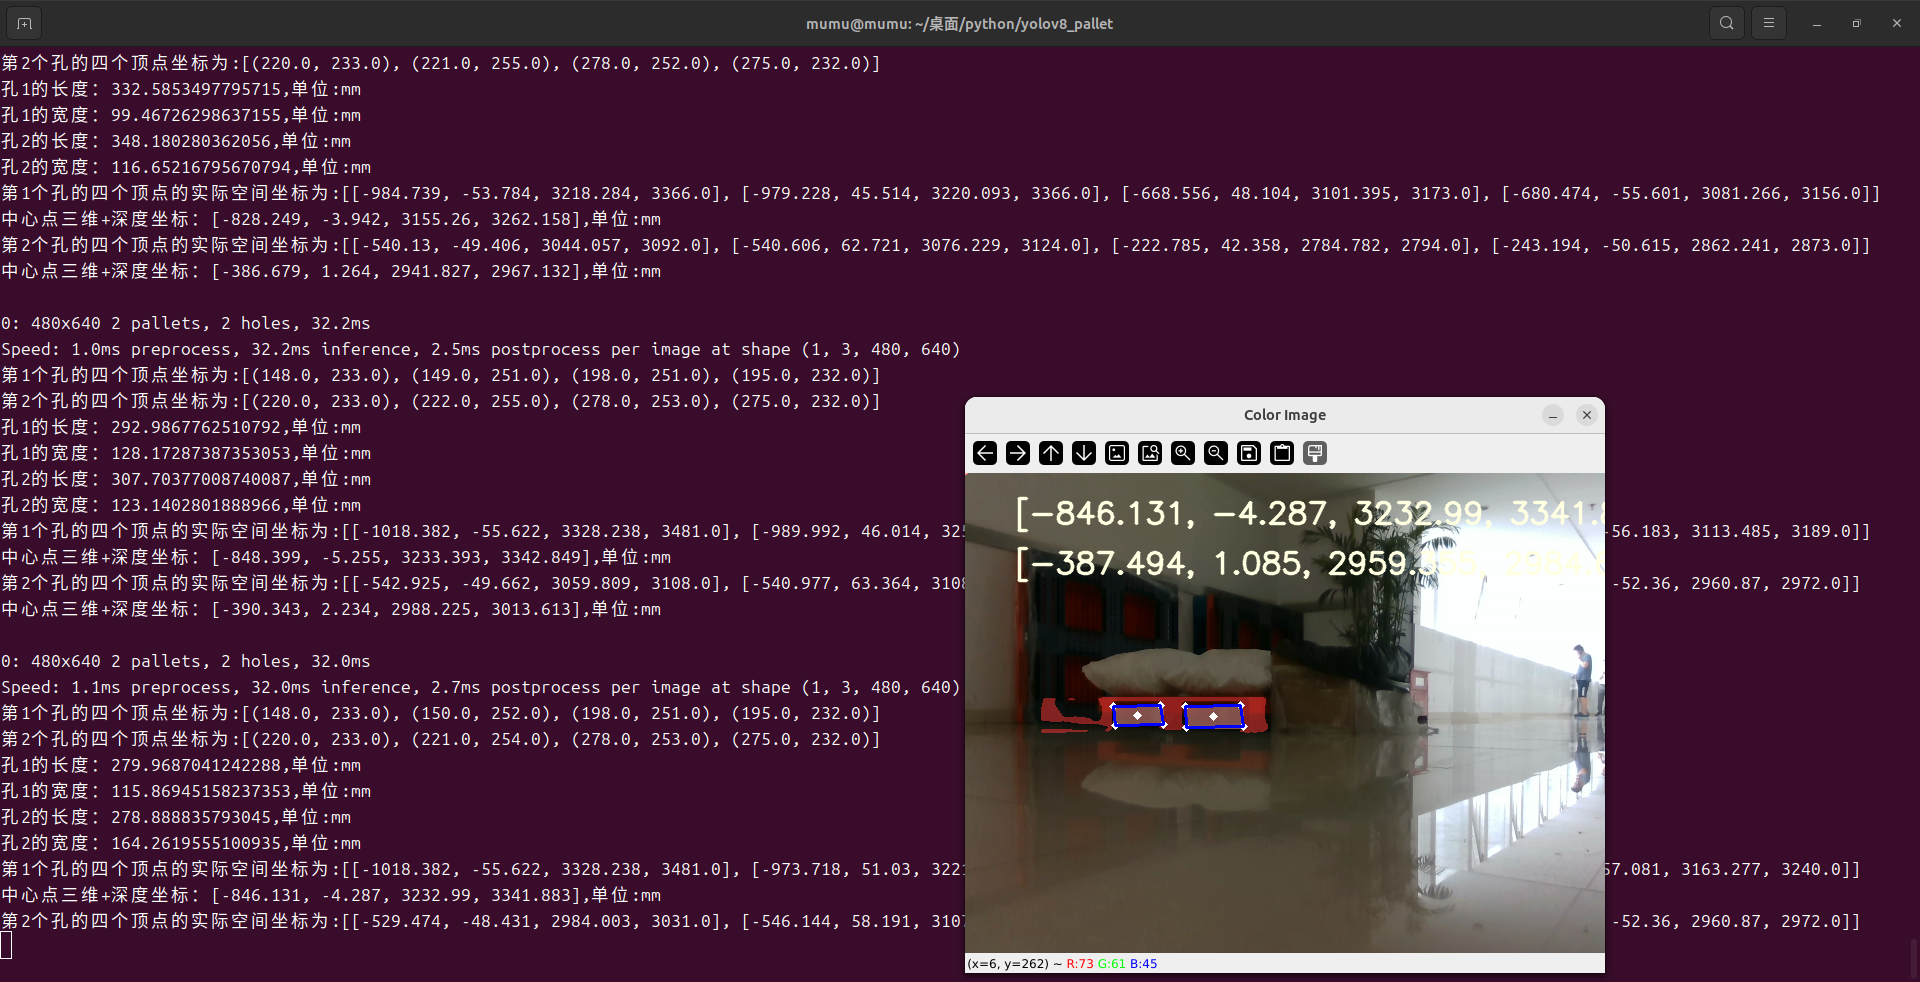 mumu@mumu: ~/桌面/python/yolov8_pallet
第2个孔的四个顶点坐标为:[(220.0, 233.0), (221.0, 255.0), (278.0, 252.0), (275.0, 232.0)]
孔1的长度: 332.5853497795715,单位:mm
孔1的宽度: 99.46726298637155,单位:mm
孔2的长度: 348.180280362056,单位:mm
孔2的宽度: 116.65216795670794,单位:mm
第1个孔的四个顶点的实际空间坐标为:[[-984.739, -53.784, 3218.284, 3366.0], [-979.228, 45.514, 3220.093, 3366.0], [-668.556, 48.104, 3101.395, 3173.0], [-680.474, -55.601, 3081.266, 3156.0]]
中心点三维+深度坐标: [-828.249, -3.942, 3155.26, 3262.158],单位:mm
第2个孔的四个顶点的实际空间坐标为:[[-540.13, -49.406, 3044.057, 3092.0], [-540.606, 62.721, 3076.229, 3124.0], [-222.785, 42.358, 2784.782, 2794.0], [-243.194, -50.615, 2862.241, 2873.0]]
中心点三维+深度坐标: [-386.679, 1.264, 2941.827, 2967.132],单位:mm
0: 480x640 2 pallets, 2 holes, 32.2ms
Speed: 1.0ms preprocess, 32.2ms inference, 2.5ms postprocess per image at shape (1, 3, 480, 640)
第1个孔的四个顶点坐标为:[(148.0, 233.0), (149.0, 251.0), (198.0, 251.0), (195.0, 232.0)]
第2个孔的四个顶点坐标为:[(220.0, 233.0), (222.0, 255.0), (278.0, 253.0), (275.0, 232.0)]
孔1的长度: 292.9867762510792,单位:mm
孔1的宽度: 128.17287387353053,单位:mm
孔2的长度: 307.70377008740087,单位:mm
孔2的宽度: 123.1402801888966,单位:mm
第1个孔的四个顶点的实际空间坐标为:[[-1018.382, -55.622, 3328.238, 3481.0], [-989.992, 46.014, 325 -56.183, 3113.485, 3189.0]]
中心点三维+深度坐标: [-848.399, -5.255, 3233.393, 3342.849],单位:mm
第2个孔的四个顶点的实际空间坐标为:[[-542.925, -49.662, 3059.809, 3108.0], [-540.977, 63.364, 3108 -52.36, 2960.87, 2972.0]]
中心点三维+深度坐标: [-390.343, 2.234, 2988.225, 3013.613],单位:mm
0: 480x640 2 pallets, 2 holes, 32.0ms
Speed: 1.1ms preprocess, 32.0ms inference, 2.7ms postprocess per image at shape (1, 3, 480, 640)
第1个孔的四个顶点坐标为:[(148.0, 233.0), (150.0, 252.0), (198.0, 251.0), (195.0, 232.0)]
第2个孔的四个顶点坐标为:[(220.0, 233.0), (221.0, 254.0), (278.0, 253.0), (275.0, 232.0)]
孔1的长度: 279.9687041242288,单位:mm
孔1的宽度: 115.86945158237353,单位:mm
孔2的长度: 278.888835793045,单位:mm
孔2的宽度: 164.2619555100935,单位:mm
第1个孔的四个顶点的实际空间坐标为:[[-1018.382, -55.622, 3328.238, 3481.0], [-973.718, 51.03, 3221 57.081, 3163.277, 3240.0]]
中心点三维+深度坐标: [-846.131, -4.287, 3232.99, 3341.883],单位:mm
第2个孔的四个顶点的实际空间坐标为:[[-529.474, -48.431, 2984.003, 3031.0], [-546.144, 58.191, 3107 -52.36, 2960.87, 2972.0]]
Color Image
[-846.131, -4.287, 3232.99, 3341.8
[-387.494, 1.085, 2959.
(x=6, y=262) ~ R:73 G:61 B:45